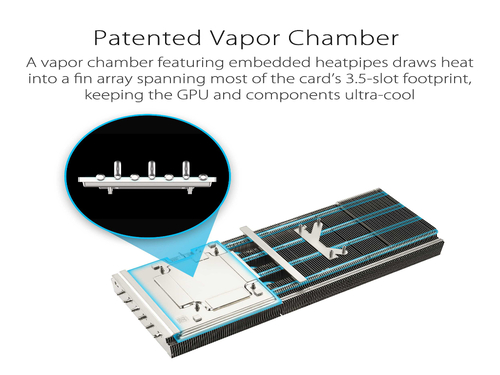 Patented Vapor Chamber
A vapor chamber featuring embedded heatpipes draws heat
into a fin array spanning most of the card's 3.5-slot footprint,
keeping the GPU and components ultra-cool